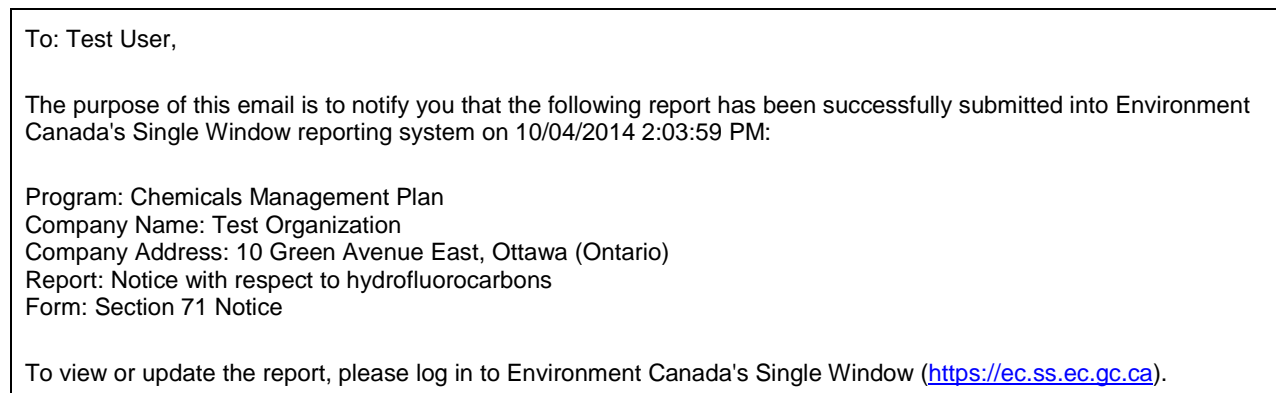 To: Test User,
The purpose of this email is to notify you that the following report has been successfully submitted into Environment
Canada's Single Window reporting system on 10/04/2014 2:03:59 PM:
Program: Chemicals Management Plan
Company Name: Test Organization
Company Address: 10 Green Avenue East, Ottawa (Ontario)
Report: Notice with respect to hydrofluorocarbons
Form: Section 71 Notice
To view or update the report, please log in to Environment Canada's Single Window (https://ec.ss.ec.gc.ca).